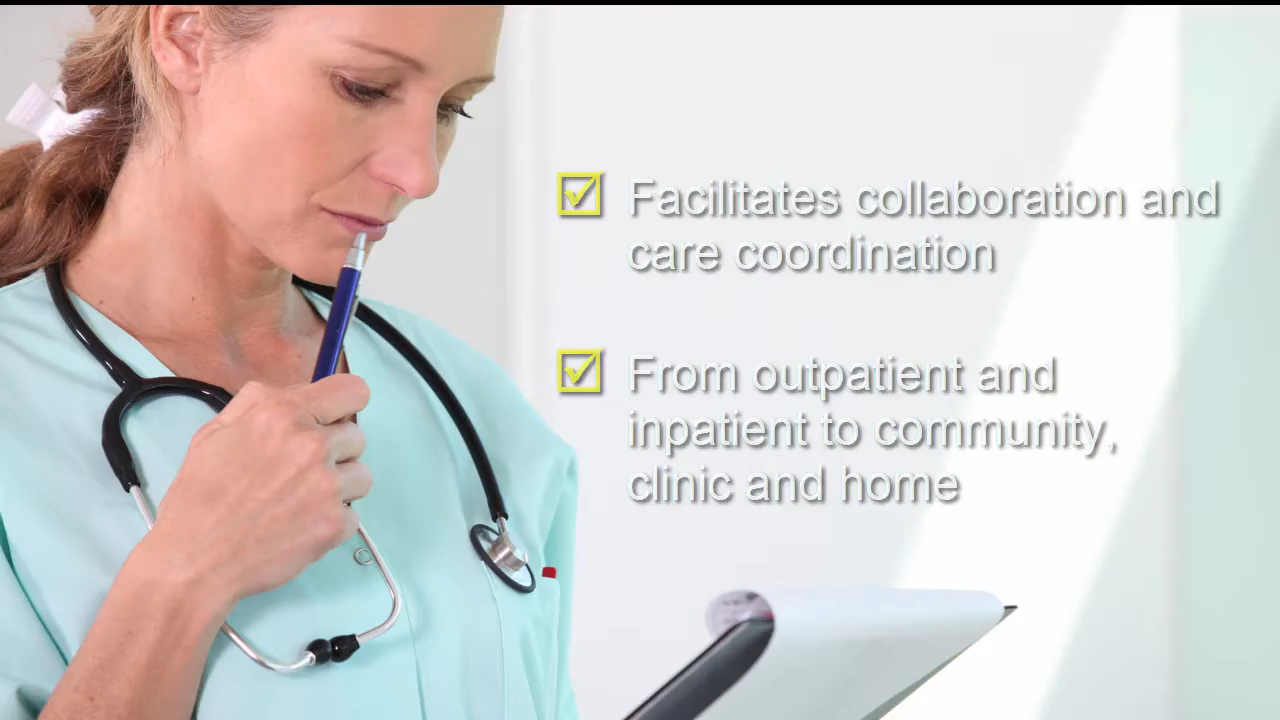 Facilitates collaboration and
care coordination
From outpatient and
inpatient to community,
clinic and home